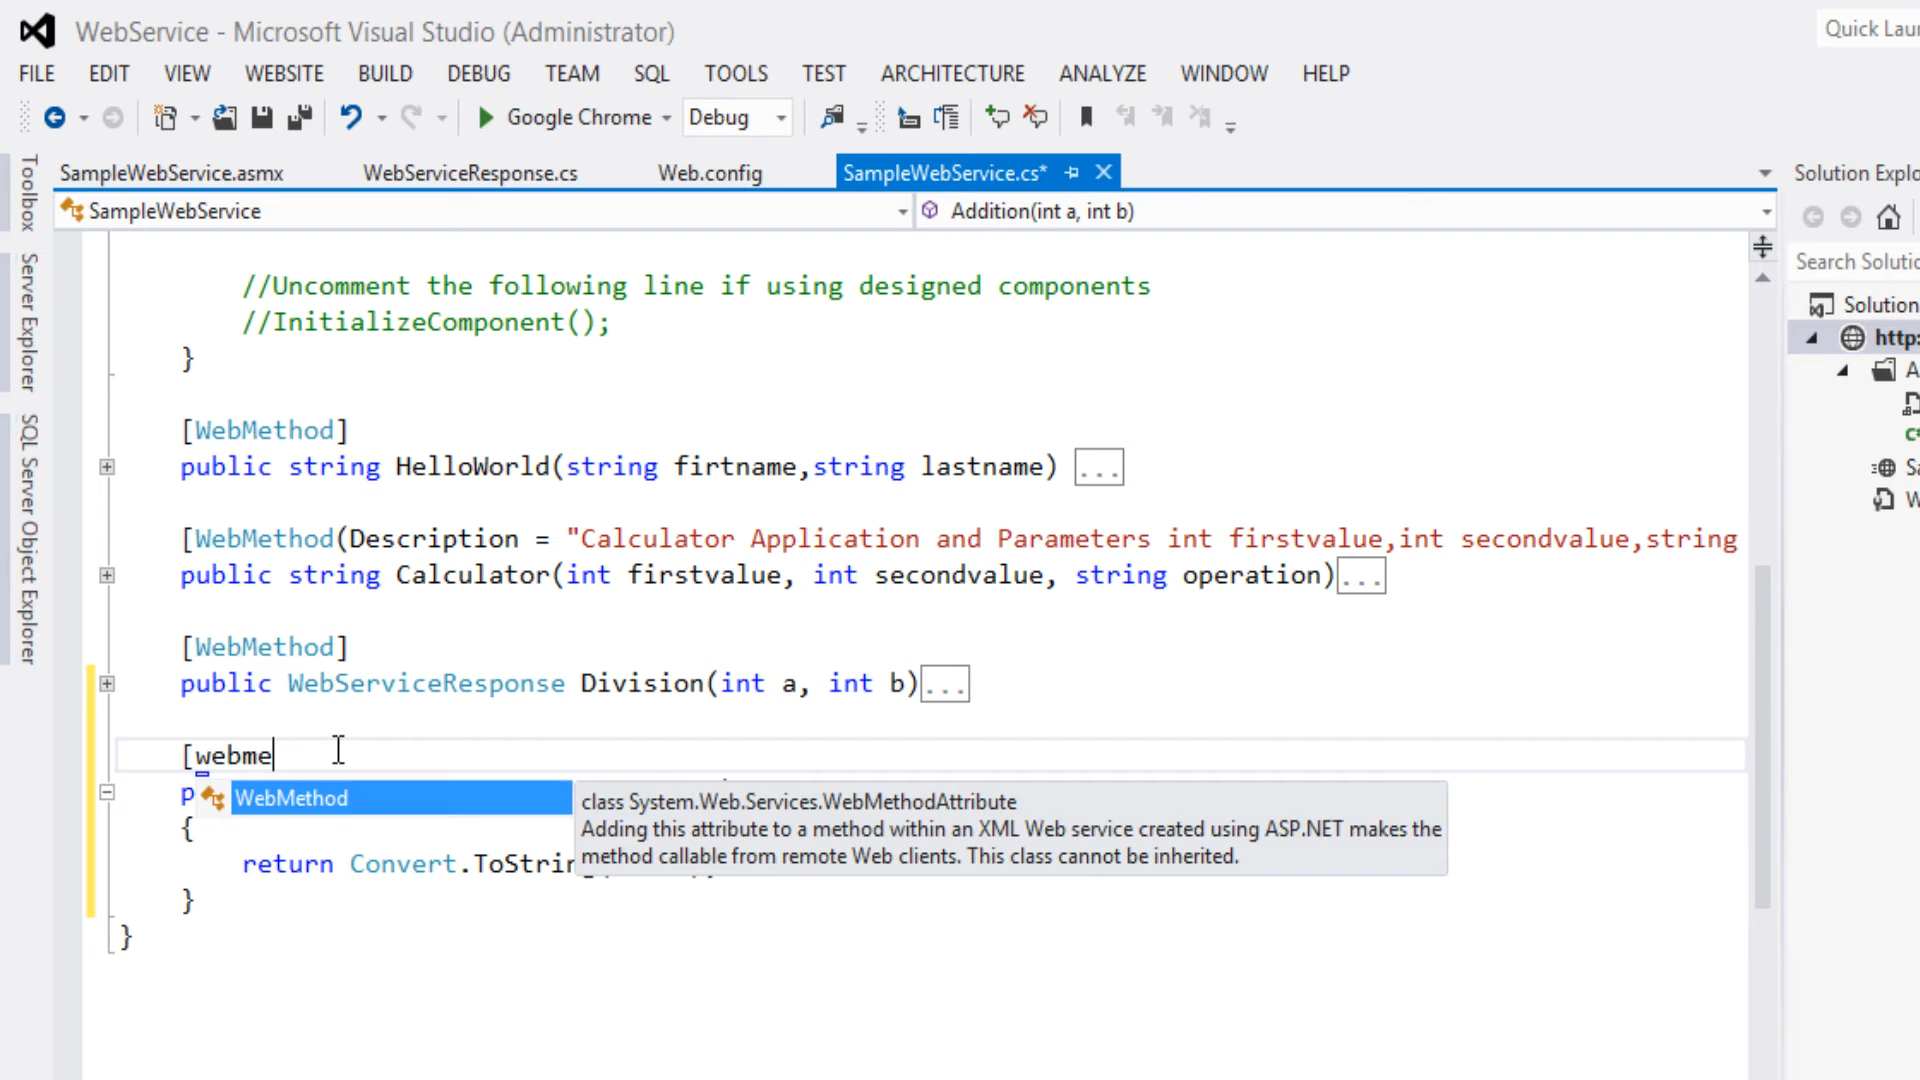 WebService - Microsoft Visual Studio (Administrator)
Quick Lau
FILE EDIT VIEW WEBSITE BUILD DEBUG TEAM SQL TOOLS TEST ARCHITECTURE ANALYZE WINDOW HELP
Google Chrome Debug
Toolbox
Server Explorer
SQL Server Object Explorer
SampleWebService.asmx WebServiceResponse.cs Web.config SampleWebService.cs*
SampleWebService Addition(int a, int b)
//Uncomment the following line if using designed components
//InitializeComponent();
}
[WebMethod]
public string HelloWorld(string firtname,string lastname) ...
[WebMethod(Description = "Calculator Application and Parameters int firstvalue,int secondvalue,string
public string Calculator(int firstvalue, int secondvalue, string operation)...
[WebMethod]
public WebServiceResponse Division(int a, int b)...
[webme
p
WebMethod
class System.Web.Services.WebMethodAttribute
Adding this attribute to a method within an XML Web service created using ASP.NET makes the
method callable from remote Web clients. This class cannot be inherited.
{
return Convert.ToString
}
}
Solution Explo
Search Solutio
Solution
http:
A
C#
Sa
W